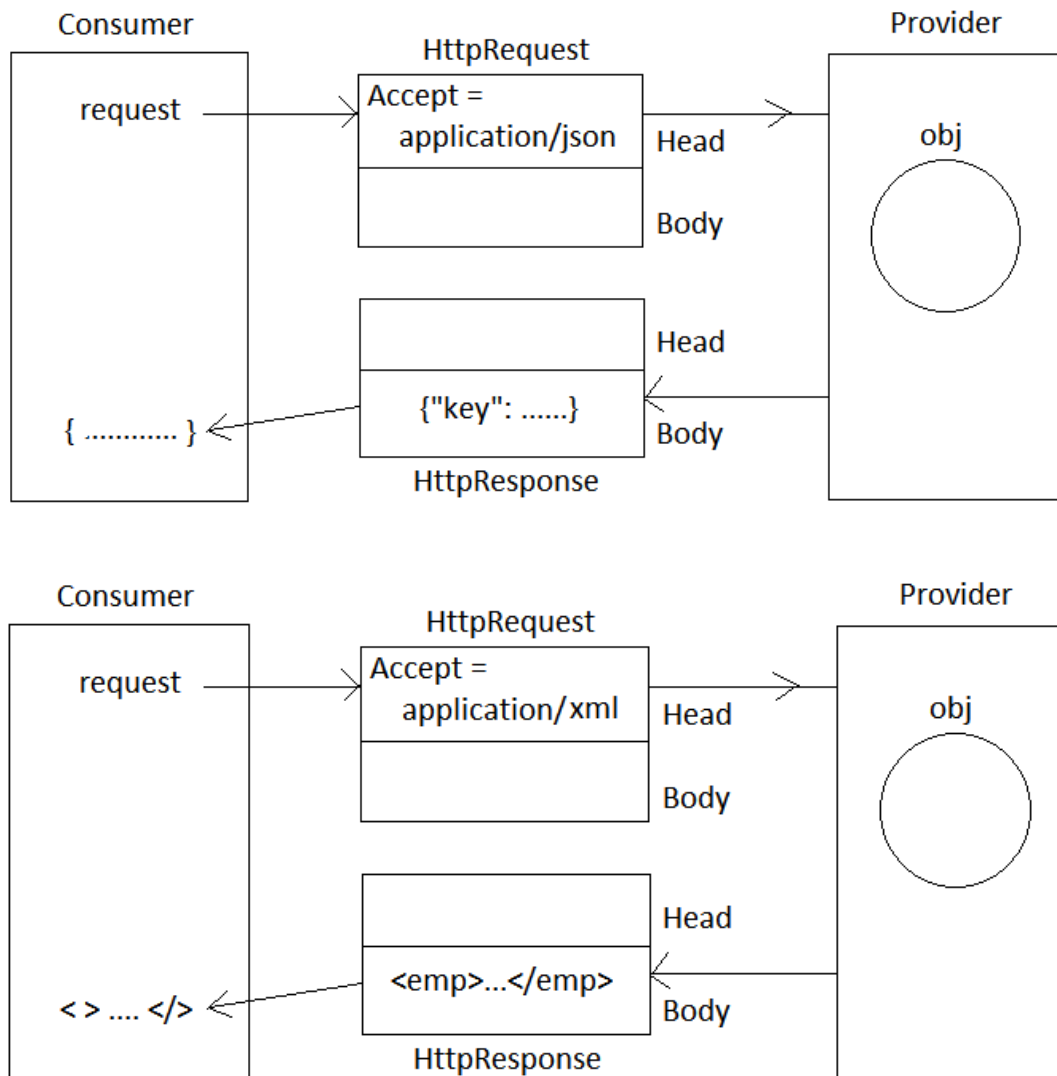 Consumer
Provider
HttpRequest
request
Accept =
application/json
Head
Body
obj
Head
{"key": ......}
{ ............ }
Body
HttpResponse
Consumer
Provider
HttpRequest
request
Accept =
application/xml
Head
Body
obj
Head
<emp>...</emp>
< > .... </>
Body
HttpResponse